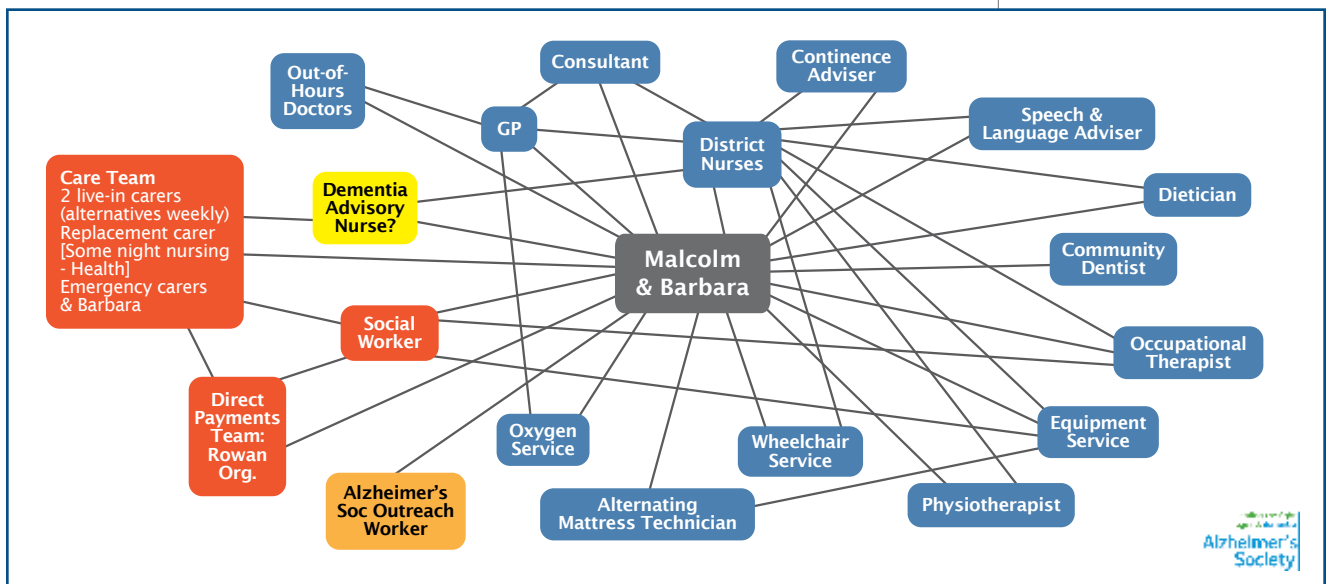 Consultant
Continence
Adviser
Out-of-
Hours
Doctors
GP
District
Nurses
Speech &
Language Adviser
Care Team
2 live-in carers
(alternatives weekly)
Replacement carer
[Some night nursing
- Health]
Emergency carers
& Barbara
Dementia
Advisory
Nurse?
Dietician
Malcolm
& Barbara
Community
Dentist
Social
Worker
Occupational
Therapist
Direct
Payments
Team:
Rowan
Org.
Oxygen
Service
Wheelchair
Service
Equipment
Service
Alzheimer's
Soc Outreach
Worker
Alternating
Mattress Technician
Physiotherapist
Alzheimer's
Society